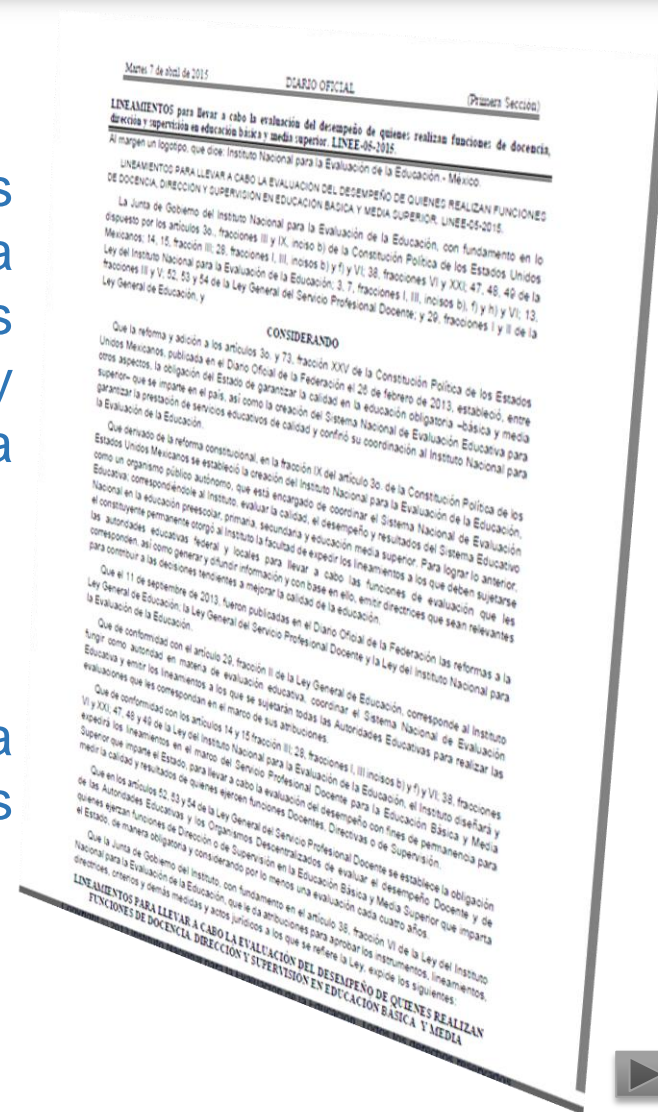 s
a
s
y
a
a
s
Martes 7 de abril de 2015 DIARIO OFICIAL (Primera Sección)
LINEAMIENTOS para llevar a cabo la evaluación del desempeño de quienes realizan funciones de docencia,
dirección y supervisión en educación básica y media superior. LINEE-05-2015.
Al margen un logotipo, que dice: Instituto Nacional para la Evaluación de la Educación.- México.
LINEAMIENTOS PARA LLEVAR A CABO LA EVALUACIÓN DEL DESEMPEÑO DE QUIENES REALIZAN FUNCIONES
DE DOCENCIA, DIRECCIÓN Y SUPERVISIÓN EN EDUCACIÓN BÁSICA Y MEDIA SUPERIOR. LINEE-05-2015.
La Junta de Gobierno del Instituto Nacional para la Evaluación de la Educación, con fundamento en lo
dispuesto por los artículos 3o., fracciones III y IX, inciso b) de la Constitución Política de los Estados Unidos
Mexicanos; 14, 15, fracción III; 28, fracciones I, III, incisos b) y f) y VI; 38, fracciones VI y XXI; 47, 48, 49 de la
Ley del Instituto Nacional para la Evaluación de la Educación; 3, 7, fracciones I, III, incisos b), f) y h) y VI; 13,
fracciones III y V; 52, 53 y 54 de la Ley General del Servicio Profesional Docente; y 29, fracciones I y II de la
Ley General de Educación, y
CONSIDERANDO
Que la reforma y adición a los artículos 3o. y 73, fracción XXV de la Constitución Política de los Estados
Unidos Mexicanos, publicada en el Diario Oficial de la Federación el 26 de febrero de 2013, estableció, entre
otros aspectos, la obligación del Estado de garantizar la calidad en la educación obligatoria –básica y media
superior– que se imparte en el país, así como la creación del Sistema Nacional de Evaluación Educativa para
garantizar la prestación de servicios educativos de calidad y confirió su coordinación al Instituto Nacional para
la Evaluación de la Educación.
Que derivado de la reforma constitucional, en la fracción IX del artículo 3o. de la Constitución Política de los
Estados Unidos Mexicanos se estableció la creación del Instituto Nacional para la Evaluación de la Educación,
como un organismo público autónomo, que está encargado de coordinar el Sistema Nacional de Evaluación
Educativa; correspondiéndole al Instituto, evaluar la calidad, el desempeño y resultados del Sistema Educativo
Nacional en la educación preescolar, primaria, secundaria y educación media superior. Para lograr lo anterior,
el constituyente permanente otorgó al Instituto la facultad de expedir los lineamientos a los que deben sujetarse
las autoridades educativas federal y locales para llevar a cabo las funciones de evaluación que les
corresponden, así como generar y difundir información y con base en ello, emitir directrices que sean relevantes
para contribuir a las decisiones tendientes a mejorar la calidad de la educación.
Que el 11 de septiembre de 2013, fueron publicadas en el Diario Oficial de la Federación las reformas a la
Ley General de Educación, la Ley General del Servicio Profesional Docente y la Ley del Instituto Nacional para
la Evaluación de la Educación.
Que de conformidad con el artículo 29, fracción II de la Ley General de Educación, corresponde al Instituto
fungir como autoridad en materia de evaluación educativa, coordinar el Sistema Nacional de Evaluación
Educativa y emitir los lineamientos a los que se sujetarán todas las Autoridades Educativas para realizar las
evaluaciones que les correspondan en el marco de sus atribuciones.
Que de conformidad con los artículos 14 y 15 fracción III; 28, fracciones I, III incisos b) y f) y VI; 38, fracciones
VI y XXI; 47, 48 y 49 de la Ley del Instituto Nacional para la Evaluación de la Educación, el Instituto diseñará y
expedirá los lineamientos en el marco del Servicio Profesional Docente para la Educación Básica y Media
Superior que imparte el Estado, para llevar a cabo la evaluación del desempeño con fines de permanencia para
medir la calidad y resultados de quienes ejercen funciones Docentes, Directivas o de Supervisión.
Que en los artículos 52, 53 y 54 de la Ley General del Servicio Profesional Docente se establece la obligación
de las Autoridades Educativas y los Organismos Descentralizados de evaluar el desempeño Docente y de
quienes ejerzan funciones de Dirección o de Supervisión en la Educación Básica y Media Superior que imparta
el Estado, de manera obligatoria y considerando por lo menos una evaluación cada cuatro años.
Que la Junta de Gobierno del Instituto, con fundamento en el artículo 38, fracción VI de la Ley del Instituto
Nacional para la Evaluación de la Educación, que le da atribuciones para aprobar los instrumentos, lineamientos,
directrices, criterios y demás medidas y actos jurídicos a los que se refiere la Ley, expide los siguientes:
LINEAMIENTOS PARA LLEVAR A CABO LA EVALUACIÓN DEL DESEMPEÑO DE QUIENES REALIZAN
FUNCIONES DE DOCENCIA, DIRECCIÓN Y SUPERVISIÓN EN EDUCACIÓN BÁSICA Y MEDIA